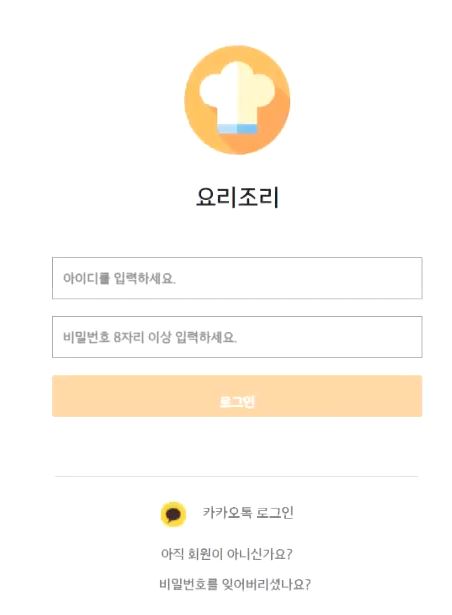 요리조리
아이디를 입력하세요.
비밀번호 8자리 이상 입력하세요.
로그인
카카오톡 로그인
아직 회원이 아니신가요?
비밀번호를 잊어버리셨나요?